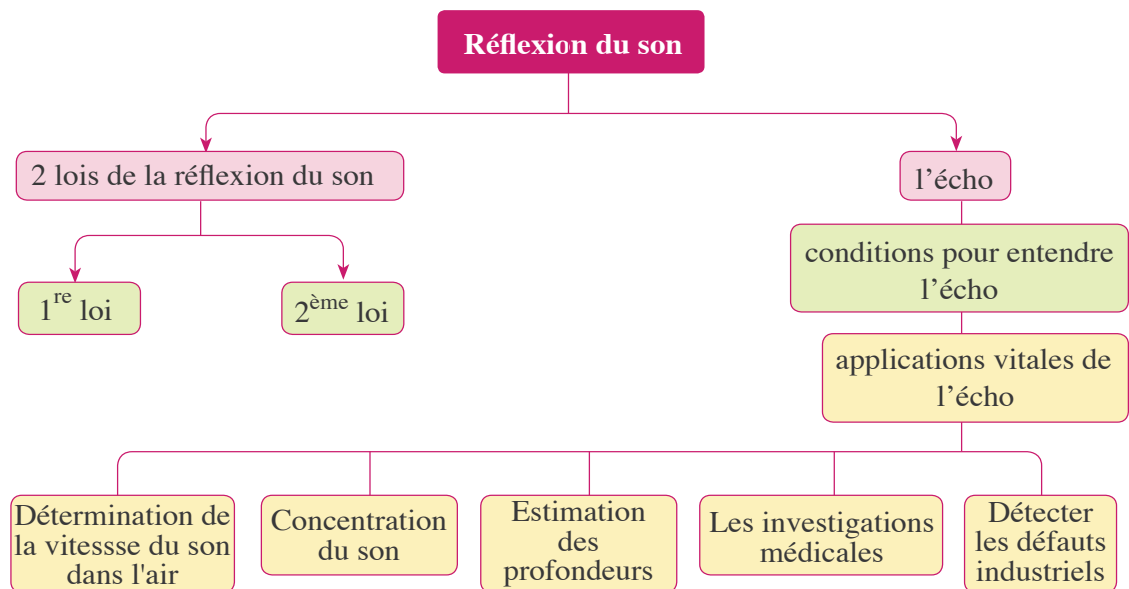 Réflexion du son
2 lois de la réflexion du son
l’écho
1re loi
2ème loi
conditions pour entendre
l’écho
applications vitales de
l’écho
Détermination de
la vitessse du son
dans l'air
Concentration
du son
Estimation
des
profondeurs
Les investigations
médicales
Détecter
les défauts
industriels